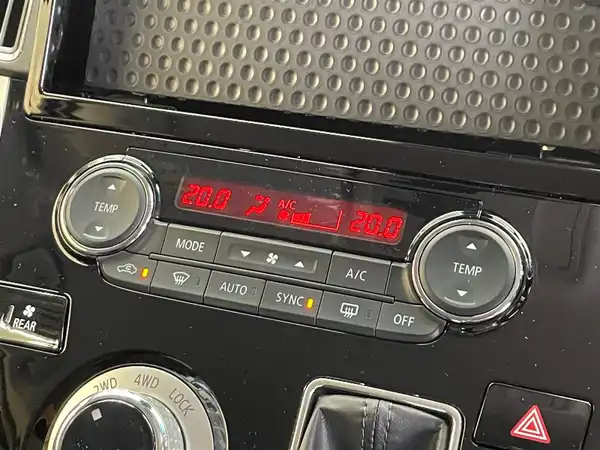 20.0 A/C 20.0
TEMP
MODE
A/C
TEMP
AUTO
SYNC
OFF
REAR
2WD 4WD LOCK